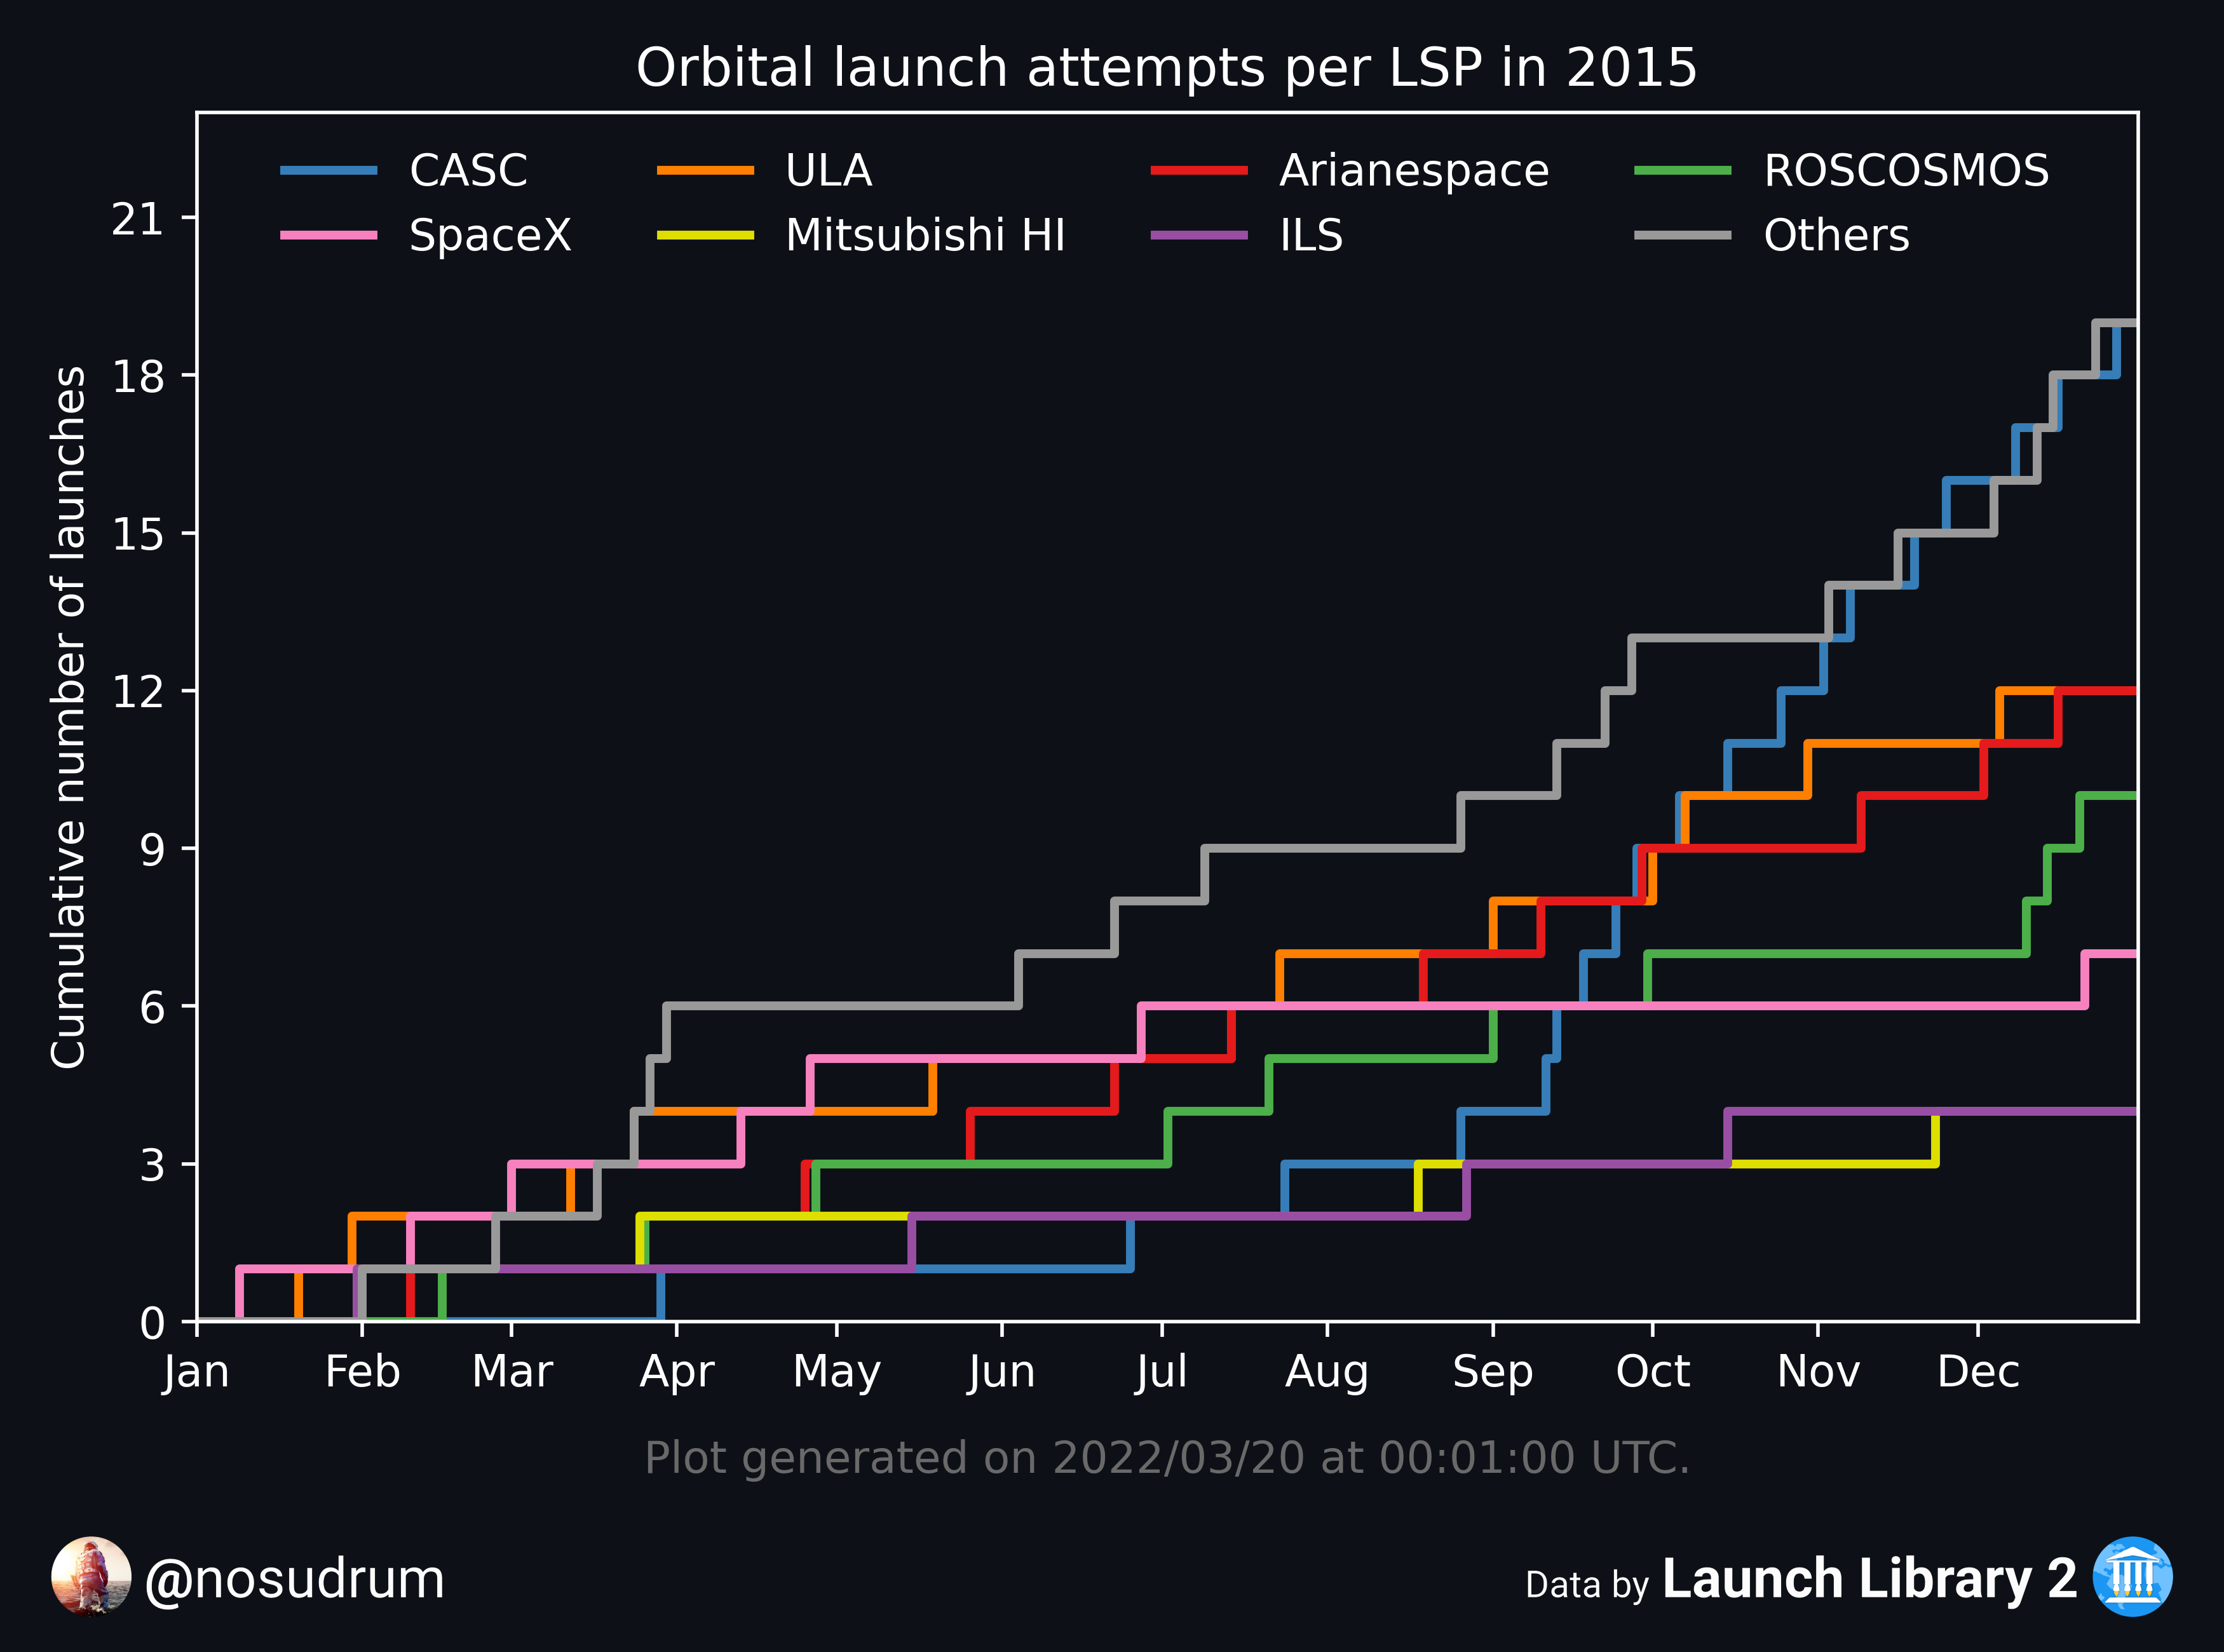 Orbital launch attempts per LSP in 2015
CASC ULA Arianespace ROSCOSMOS
SpaceX Mitsubishi HI ILS Others
Cumulative number of launches
21
18
15
12
9
6
3
0
Jan Feb Mar Apr May Jun Jul Aug Sep Oct Nov Dec
Plot generated on 2022/03/20 at 00:01:00 UTC.
@nosudrum
Data by Launch Library 2